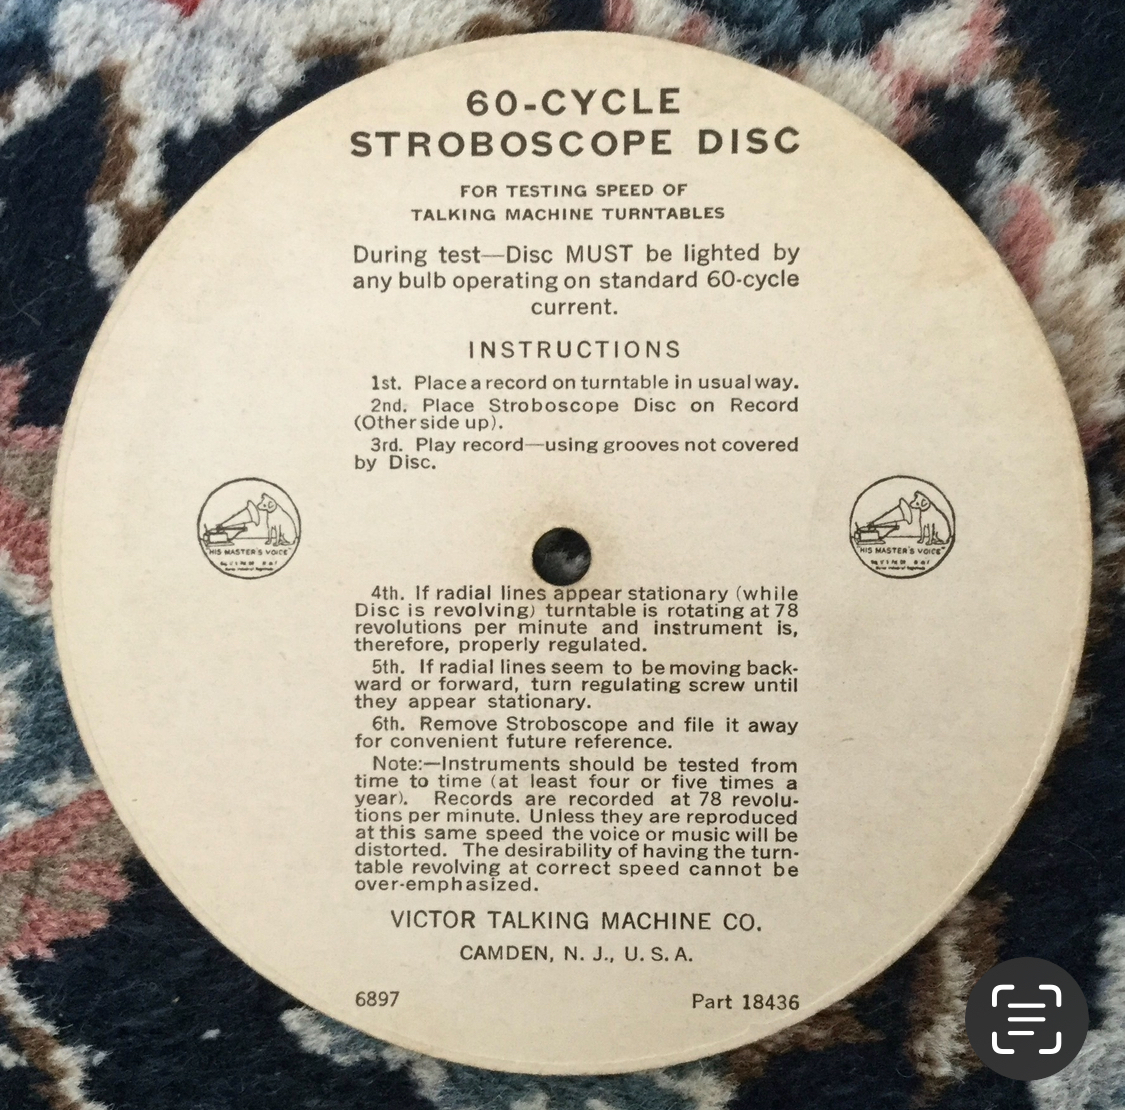 60-CYCLE
STROBOSCOPE DISC
FOR TESTING SPEED OF
TALKING MACHINE TURNTABLES
During test—Disc MUST be lighted by
any bulb operating on standard 60-cycle
current.
INSTRUCTIONS
1st. Place a record on turntable in usual way.
2nd. Place Stroboscope Disc on Record
(Other side up).
3rd. Play record—using grooves not covered
by Disc.
"HIS MASTER'S VOICE"
"HIS MASTER'S VOICE"
4th. If radial lines appear stationary (while
Disc is revolving) turntable is rotating at 78
revolutions per minute and instrument is,
therefore, properly regulated.
5th. If radial lines seem to be moving back-
ward or forward, turn regulating screw until
they appear stationary.
6th. Remove Stroboscope and file it away
for convenient future reference.
Note:—Instruments should be tested from
time to time (at least four or five times a
year). Records are recorded at 78 revolu-
tions per minute. Unless they are reproduced
at this same speed the voice or music will be
distorted. The desirability of having the turn-
table revolving at correct speed cannot be
over-emphasized.
VICTOR TALKING MACHINE CO.
CAMDEN, N. J., U. S. A.
6897 Part 18436